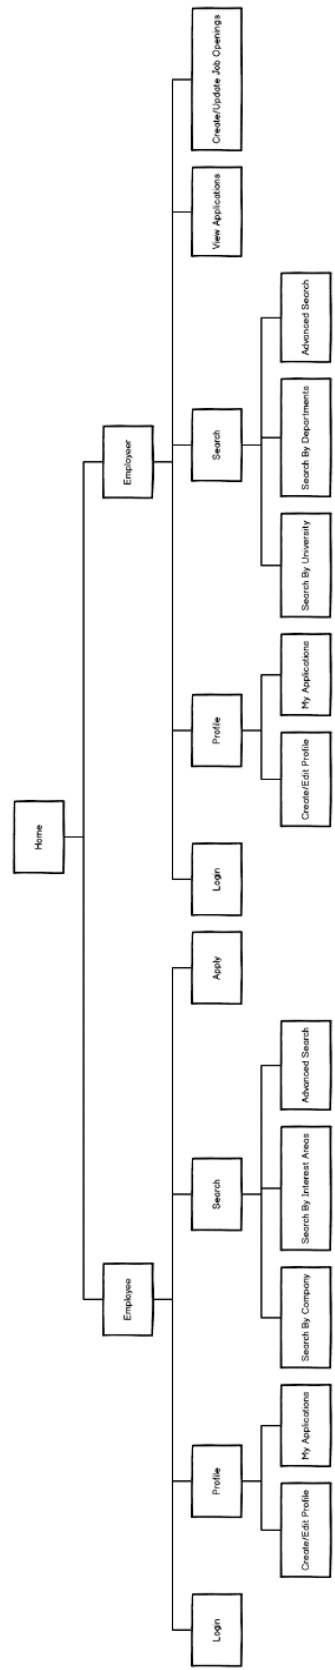 Home
Employee
Employeer
Login
Profile
Search
Apply
Login
Profile
Search
View Applications
Create/Update Job Openings
Create/Edit Profile
My Applications
Search By Company
Search By Interest Areas
Advanced Search
Create/Edit Profile
My Applications
Search By University
Search By Departments
Advanced Search